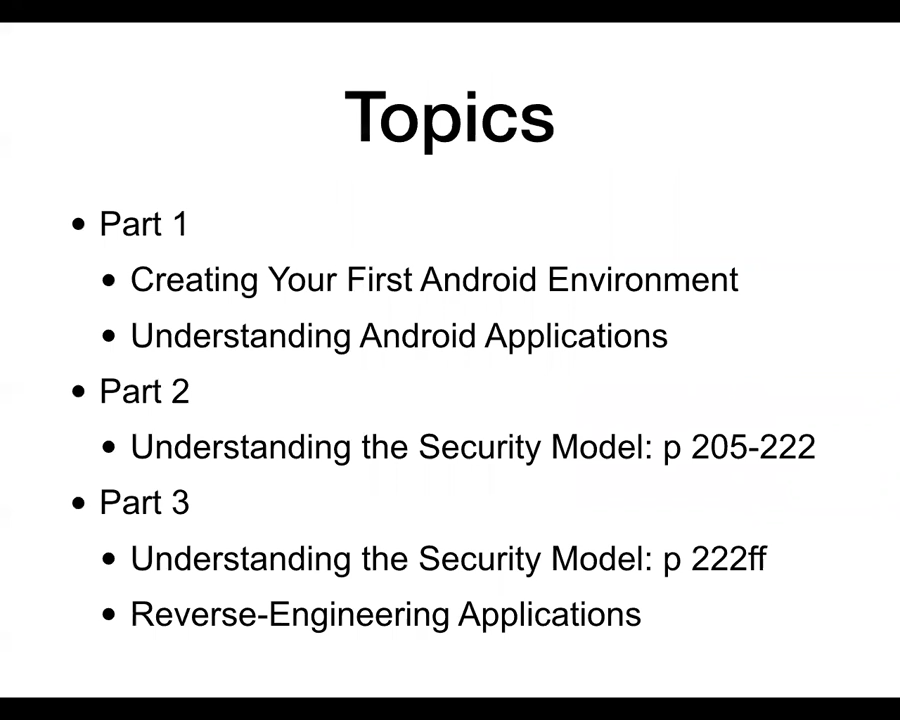 Topics
• Part 1
• Creating Your First Android Environment
• Understanding Android Applications
• Part 2
• Understanding the Security Model: p 205-222
• Part 3
• Understanding the Security Model: p 222ff
• Reverse-Engineering Applications